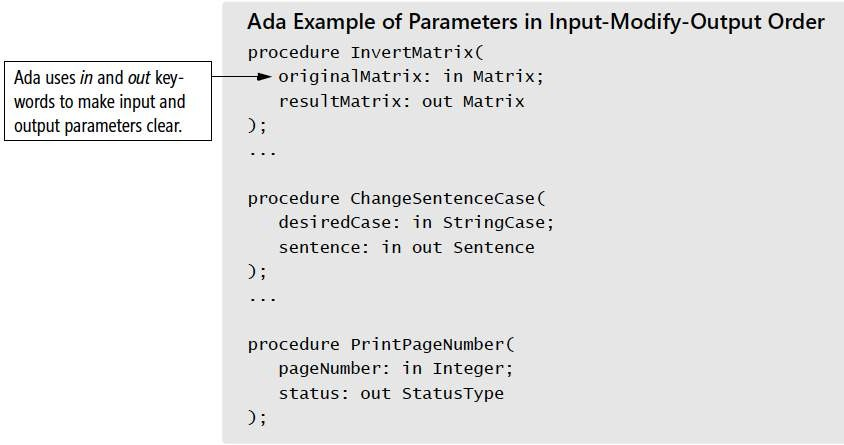 Ada Example of Parameters in Input-Modify-Output Order
procedure InvertMatrix(
originalMatrix: in Matrix;
resultMatrix: out Matrix
);
...
procedure ChangeSentenceCase(
desiredCase: in StringCase;
sentence: in out Sentence
);
...
procedure PrintPageNumber(
pageNumber: in Integer;
status: out StatusType
);
Ada uses in and out key-
words to make input and
output parameters clear.